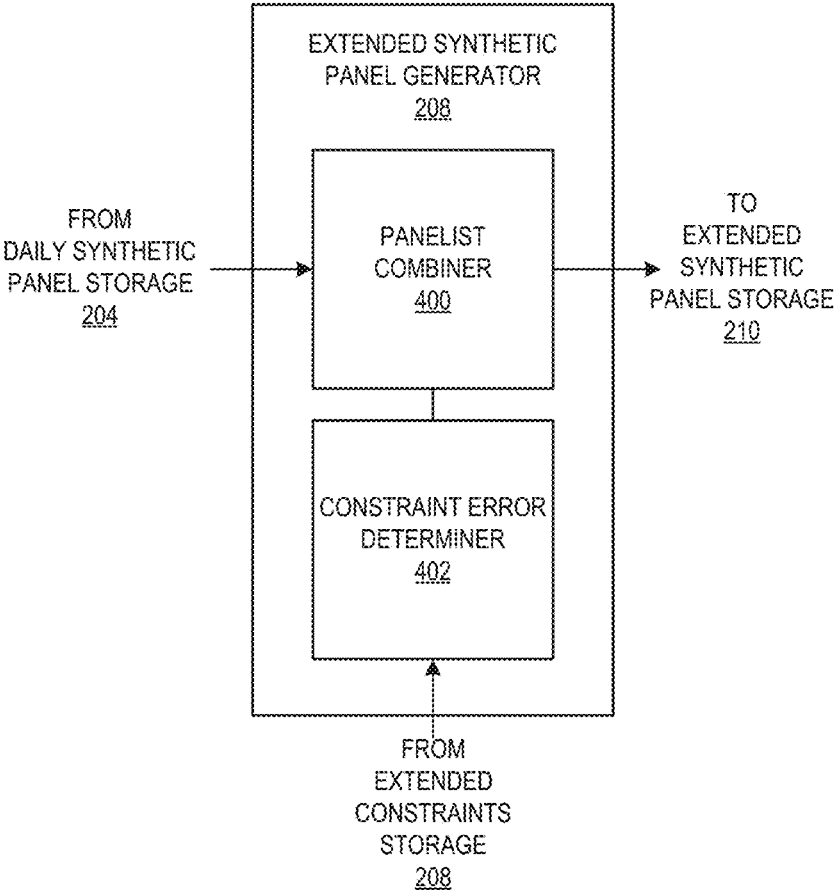 EXTENDED SYNTHETIC
PANEL GENERATOR
208
FROM
DAILY SYNTHETIC
PANEL STORAGE
204
PANELIST
COMBINER
400
TO
EXTENDED
SYNTHETIC
PANEL STORAGE
210
CONSTRAINT ERROR
DETERMINER
402
FROM
EXTENDED
CONSTRAINTS
STORAGE
208